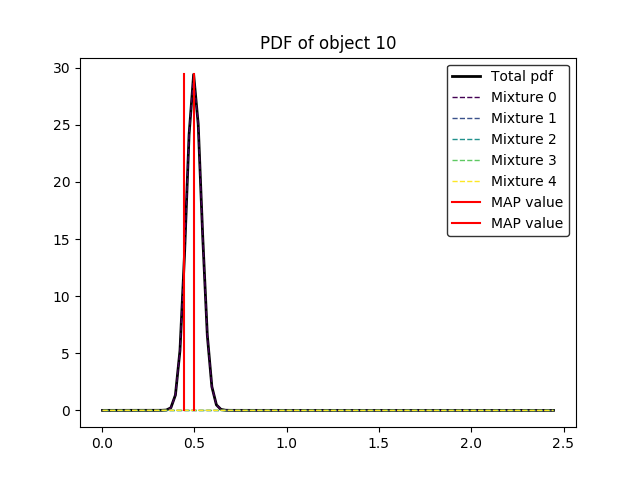 PDF of object 10
Total pdf
Mixture 0
Mixture 1
Mixture 2
Mixture 3
Mixture 4
MAP value
MAP value
30
25
20
15
10
5
0
0.0 0.5 1.0 1.5 2.0 2.5